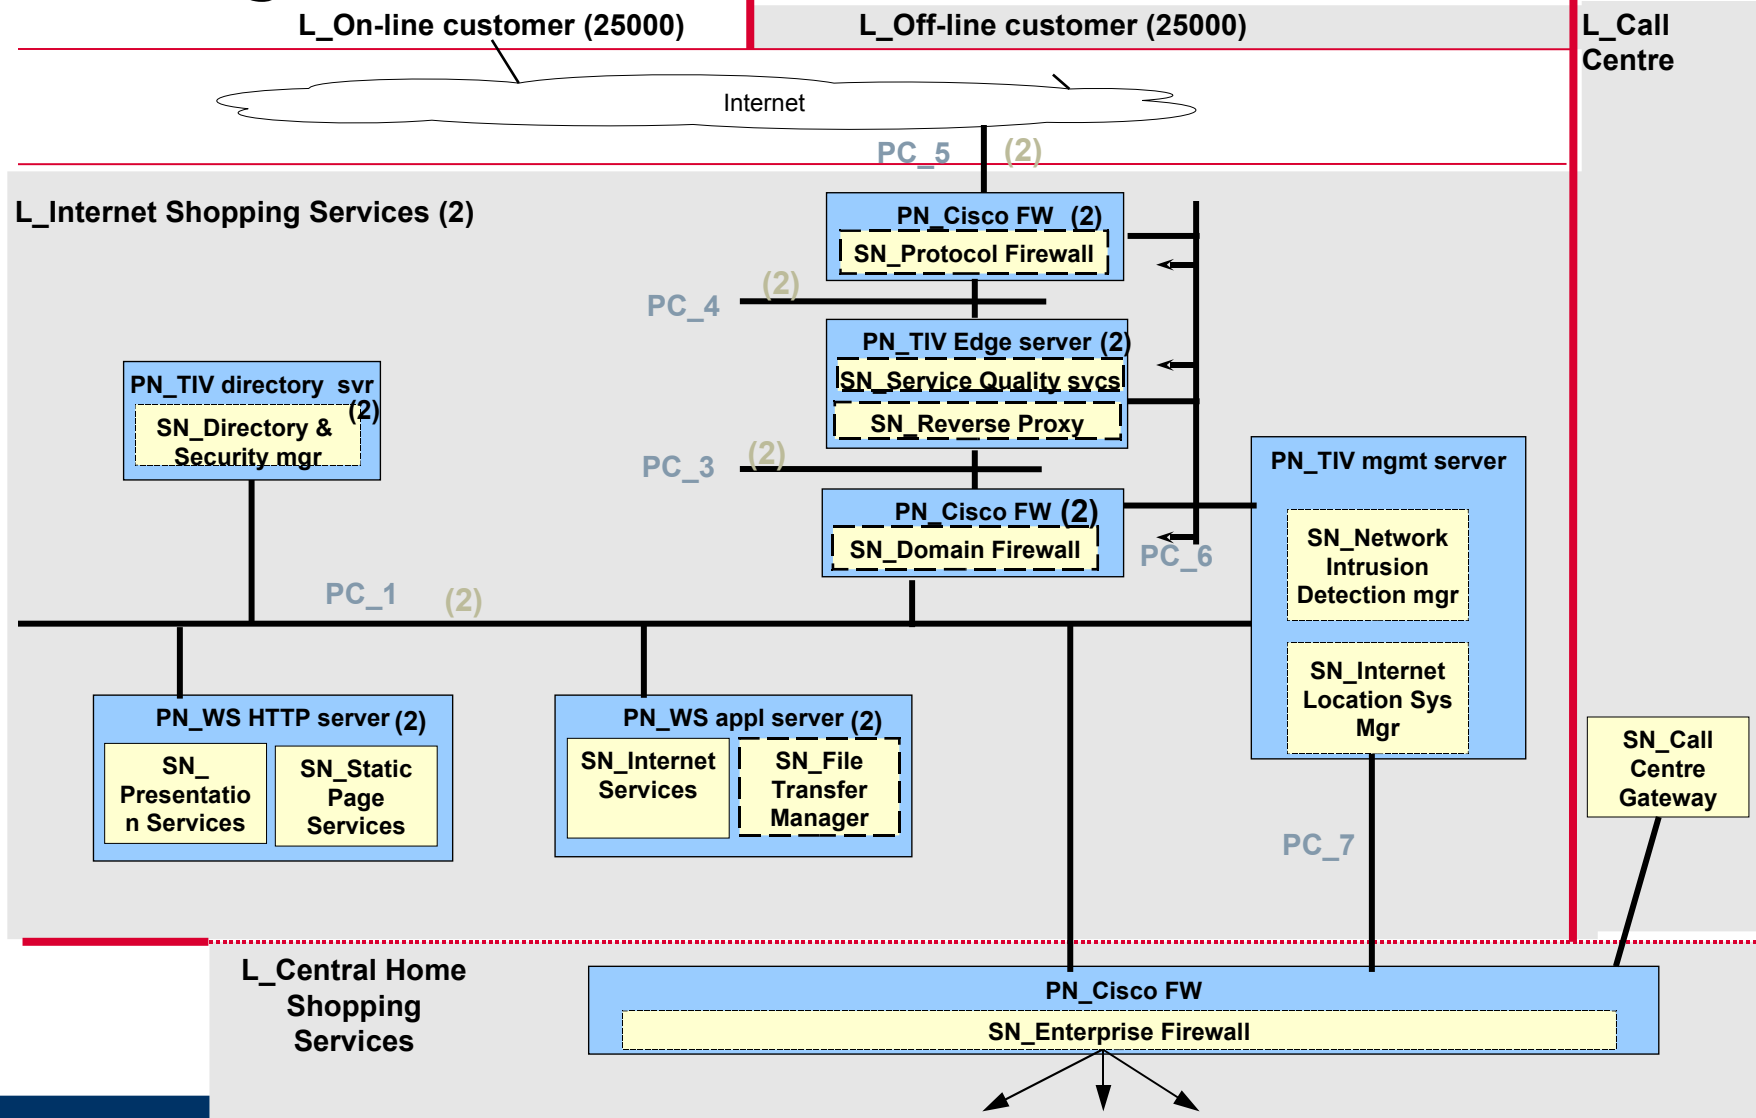 L_On-line customer (25000)
L_Off-line customer (25000)
L_Call
Centre
Internet
PC_5 (2)
L_Internet Shopping Services (2)
PN_Cisco FW (2)
SN_Protocol Firewall
PC_4 (2)
PN_TIV Edge server (2)
SN_Service Quality svcs
SN_Reverse Proxy
PN_TIV directory svr
(2)
SN_Directory &
Security mgr
PC_3 (2)
PN_Cisco FW (2)
SN_Domain Firewall
PC_6
PN_TIV mgmt server
SN_Network
Intrusion
Detection mgr
SN_Internet
Location Sys
Mgr
PC_1 (2)
PN_WS HTTP server (2)
SN_
Presentatio
n Services
SN_Static
Page
Services
PN_WS appl server (2)
SN_Internet
Services
SN_File
Transfer
Manager
SN_Call
Centre
Gateway
PC_7
L_Central Home
Shopping
Services
PN_Cisco FW
SN_Enterprise Firewall